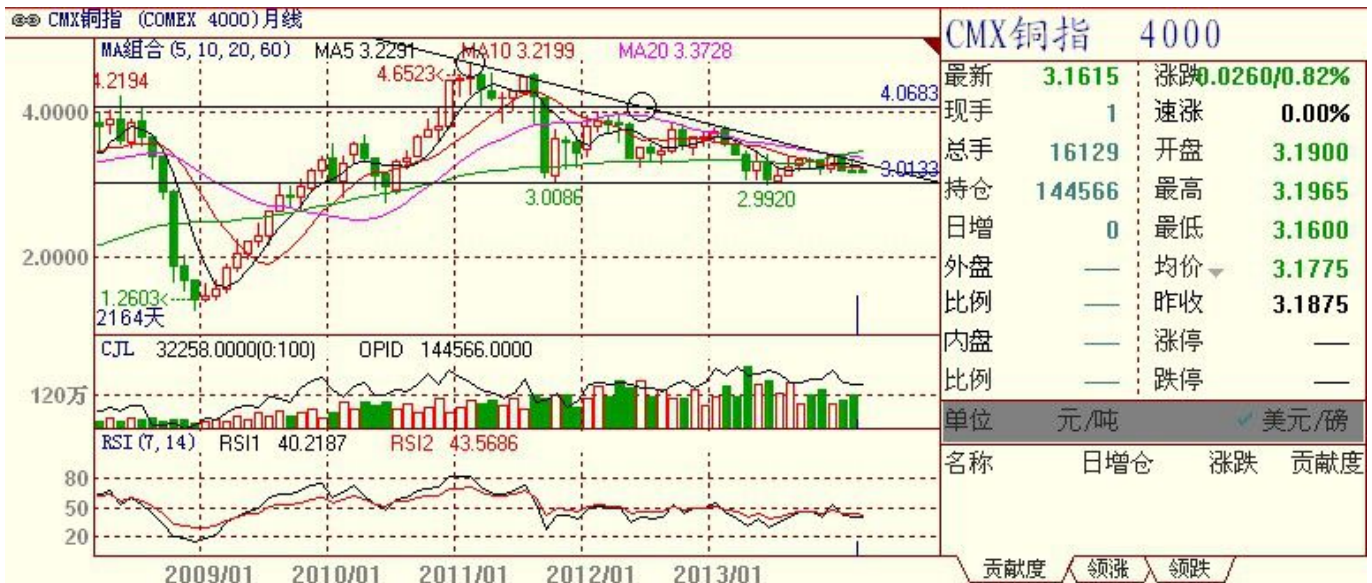 CMX铜指 (COMEX 4000)月线
MA组合(5,10,20,60) MA5 3.2291 MA10 3.2199 MA20 3.3728
4.2194
4.6523
4.0683
4.0000
3.0133
3.0086
2.9920
2.0000
1.2603
2164天
CJL 32258.0000(0:100) OPID 144566.0000
120万
RSI(7,14) RSI1 40.2187 RSI2 43.5686
80
50
20
2009/01 2010/01 2011/01 2012/01 2013/01
CMX铜指 4000
最新 3.1615 涨跌0.0260/0.82%
现手 1 速涨 0.00%
总手 16129 开盘 3.1900
持仓 144566 最高 3.1965
日增 0 最低 3.1600
外盘 — 均价 3.1775
比例 — 昨收 3.1875
内盘 — 涨停 —
比例 — 跌停 —
单位 元/吨 ✓ 美元/磅
名称 日增仓 涨跌 贡献度
贡献度 领涨 领跌